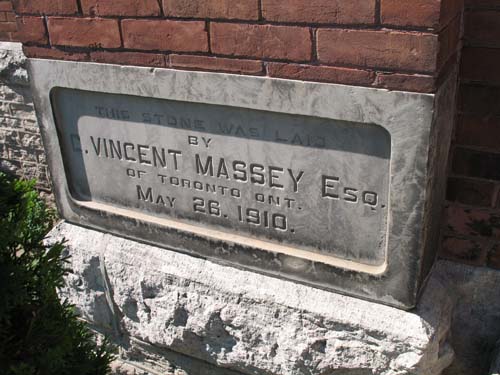 THIS STONE WAS LAID
BY
C. VINCENT MASSEY ESQ.
OF TORONTO ONT.
MAY 26. 1910.